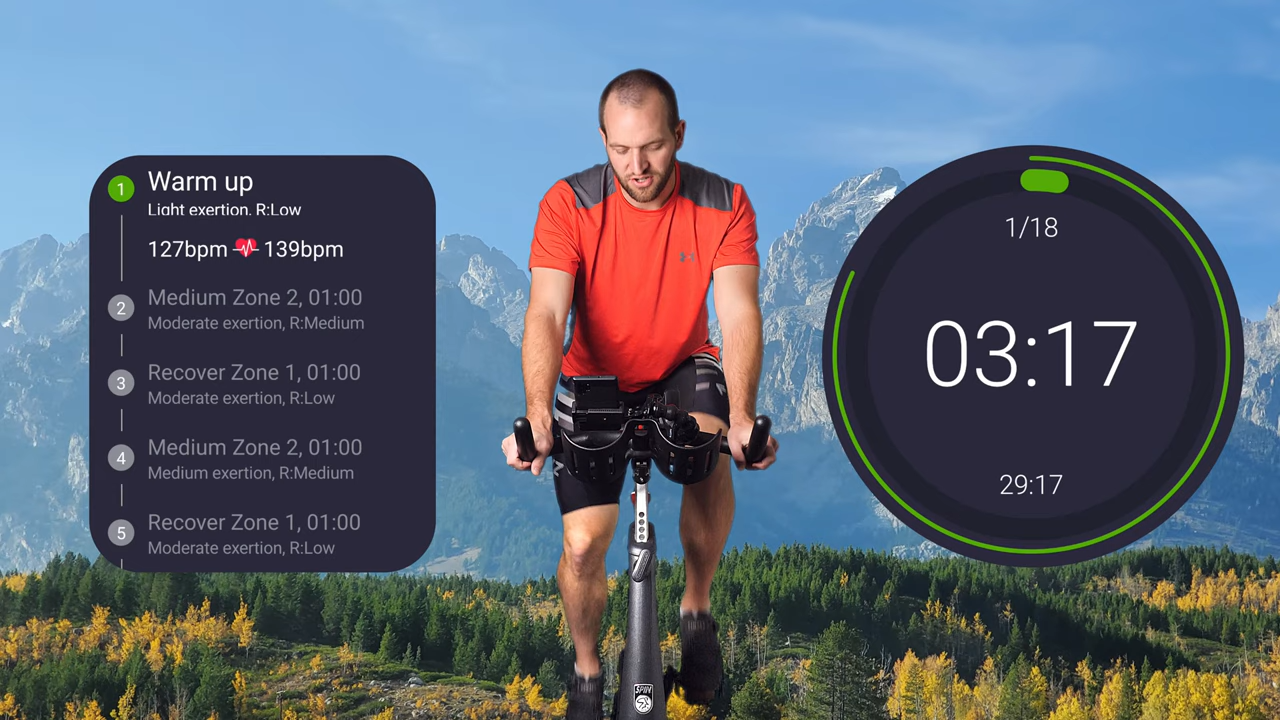 1
Warm up
Light exertion, R:Low
127bpm 139bpm
2
Medium Zone 2, 01:00
Moderate exertion, R:Medium
3
Recover Zone 1, 01:00
Moderate exertion, R:Low
4
Medium Zone 2, 01:00
Medium exertion, R:Medium
5
Recover Zone 1, 01:00
Moderate exertion, R:Low
1/18
03:17
29:17
SPIN